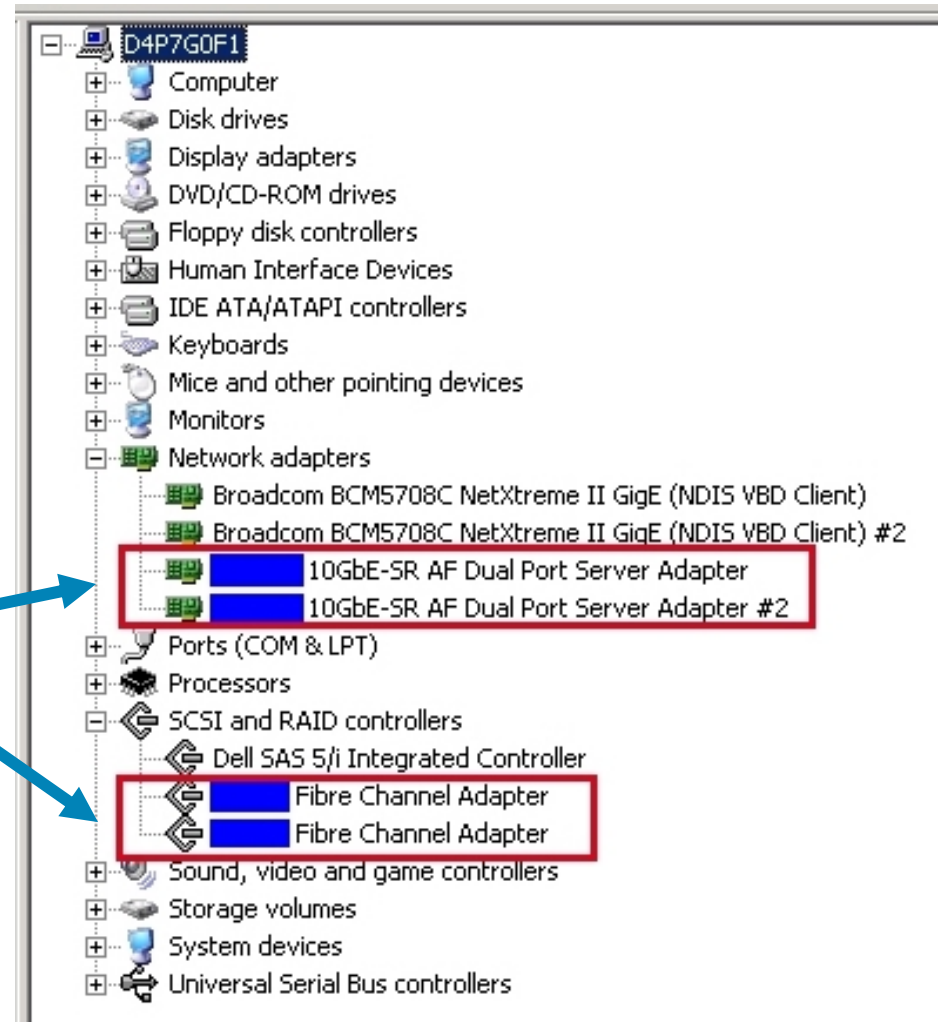 D4P7G0F1
Computer
Disk drives
Display adapters
DVD/CD-ROM drives
Floppy disk controllers
Human Interface Devices
IDE ATA/ATAPI controllers
Keyboards
Mice and other pointing devices
Monitors
Network adapters
Broadcom BCM5708C NetXtreme II GigE (NDIS VBD Client)
Broadcom BCM5708C NetXtreme II GigE (NDIS VBD Client) #2
10GbE-SR AF Dual Port Server Adapter
10GbE-SR AF Dual Port Server Adapter #2
Ports (COM & LPT)
Processors
SCSI and RAID controllers
Dell SAS 5/i Integrated Controller
Fibre Channel Adapter
Fibre Channel Adapter
Sound, video and game controllers
Storage volumes
System devices
Universal Serial Bus controllers